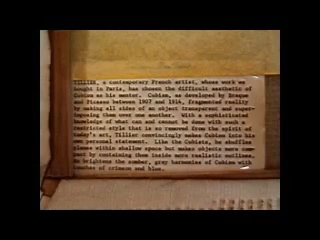 TILLIER, a contemporary French artist, whose work we
bought in Paris, has chosen the difficult aesthetic of
Cubism as his mentor. Cubism, as developed by Braque
and Picasso between 1907 and 1914, fragmented reality
by making all sides of an object transparent and super-
imposing them over one another. With a sophisticated
knowledge of what can and cannot be done with such a
restricted style that is so removed from the spirit of
today's art, Tillier convincingly makes Cubism into his
own personal statement. Like the Cubists, he shuffles
planes within shallow space but makes objects more com-
pact by containing them inside more realistic outlines.
He brightens the somber, gray harmonies of Cubism with
touches of crimson and blue.